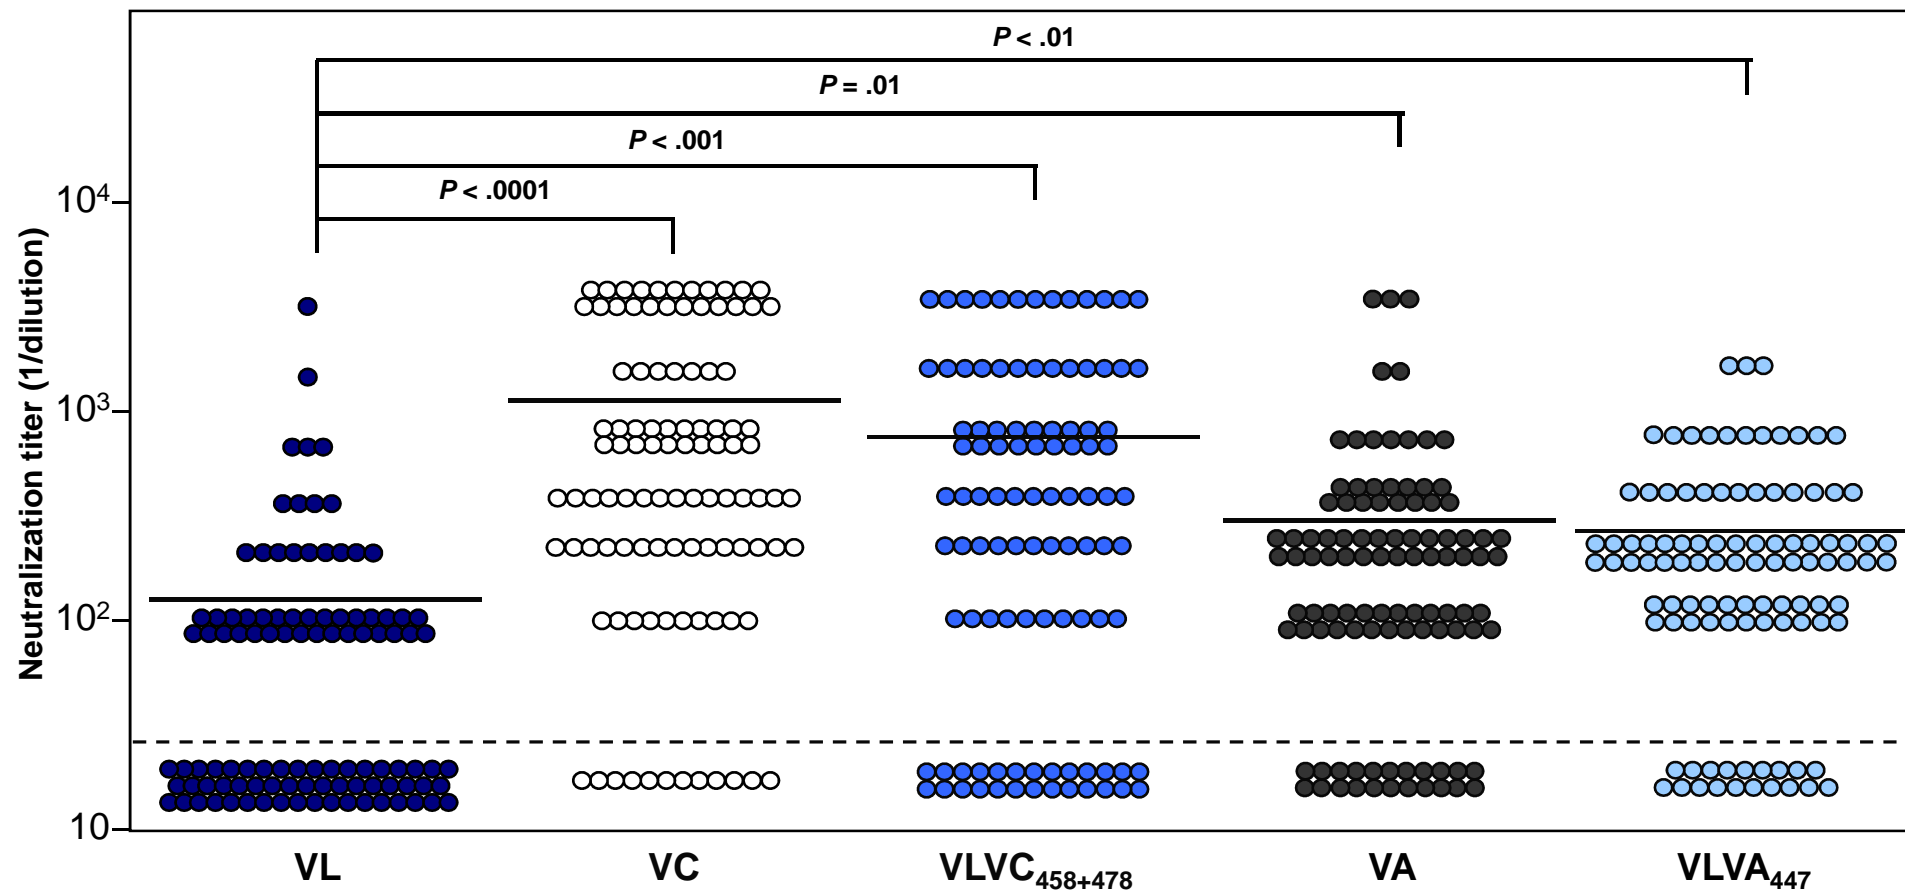 P < .01
P = .01
P < .001
P < .0001
10⁴
10³
10²
10
Neutralization titer (1/dilution)
VL VC VLVC₄₅₈₊₄₇₈ VA VLVA₄₄₇